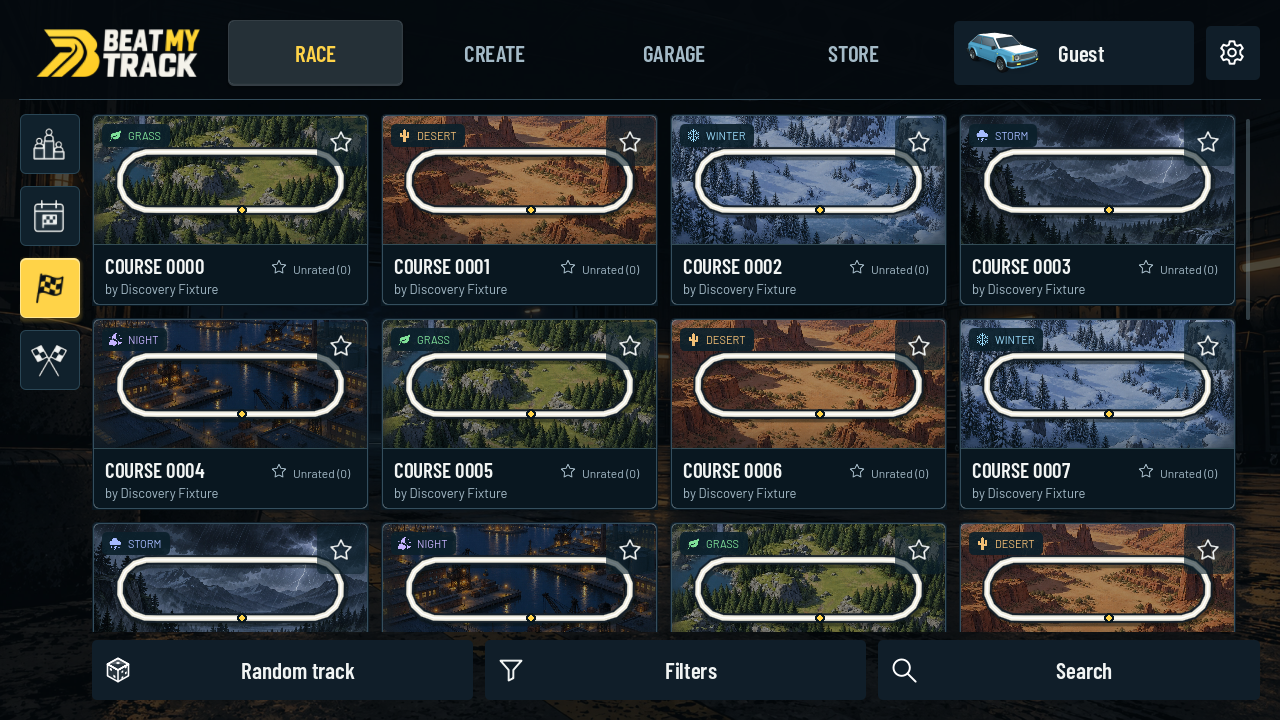 BEAT MY TRACK
RACE
CREATE
GARAGE
STORE
Guest
GRASS
COURSE 0000
Unrated (0)
by Discovery Fixture
DESERT
COURSE 0001
Unrated (0)
by Discovery Fixture
WINTER
COURSE 0002
Unrated (0)
by Discovery Fixture
STORM
COURSE 0003
Unrated (0)
by Discovery Fixture
NIGHT
COURSE 0004
Unrated (0)
by Discovery Fixture
GRASS
COURSE 0005
Unrated (0)
by Discovery Fixture
DESERT
COURSE 0006
Unrated (0)
by Discovery Fixture
WINTER
COURSE 0007
Unrated (0)
by Discovery Fixture
STORM
NIGHT
GRASS
DESERT
Random track
Filters
Search